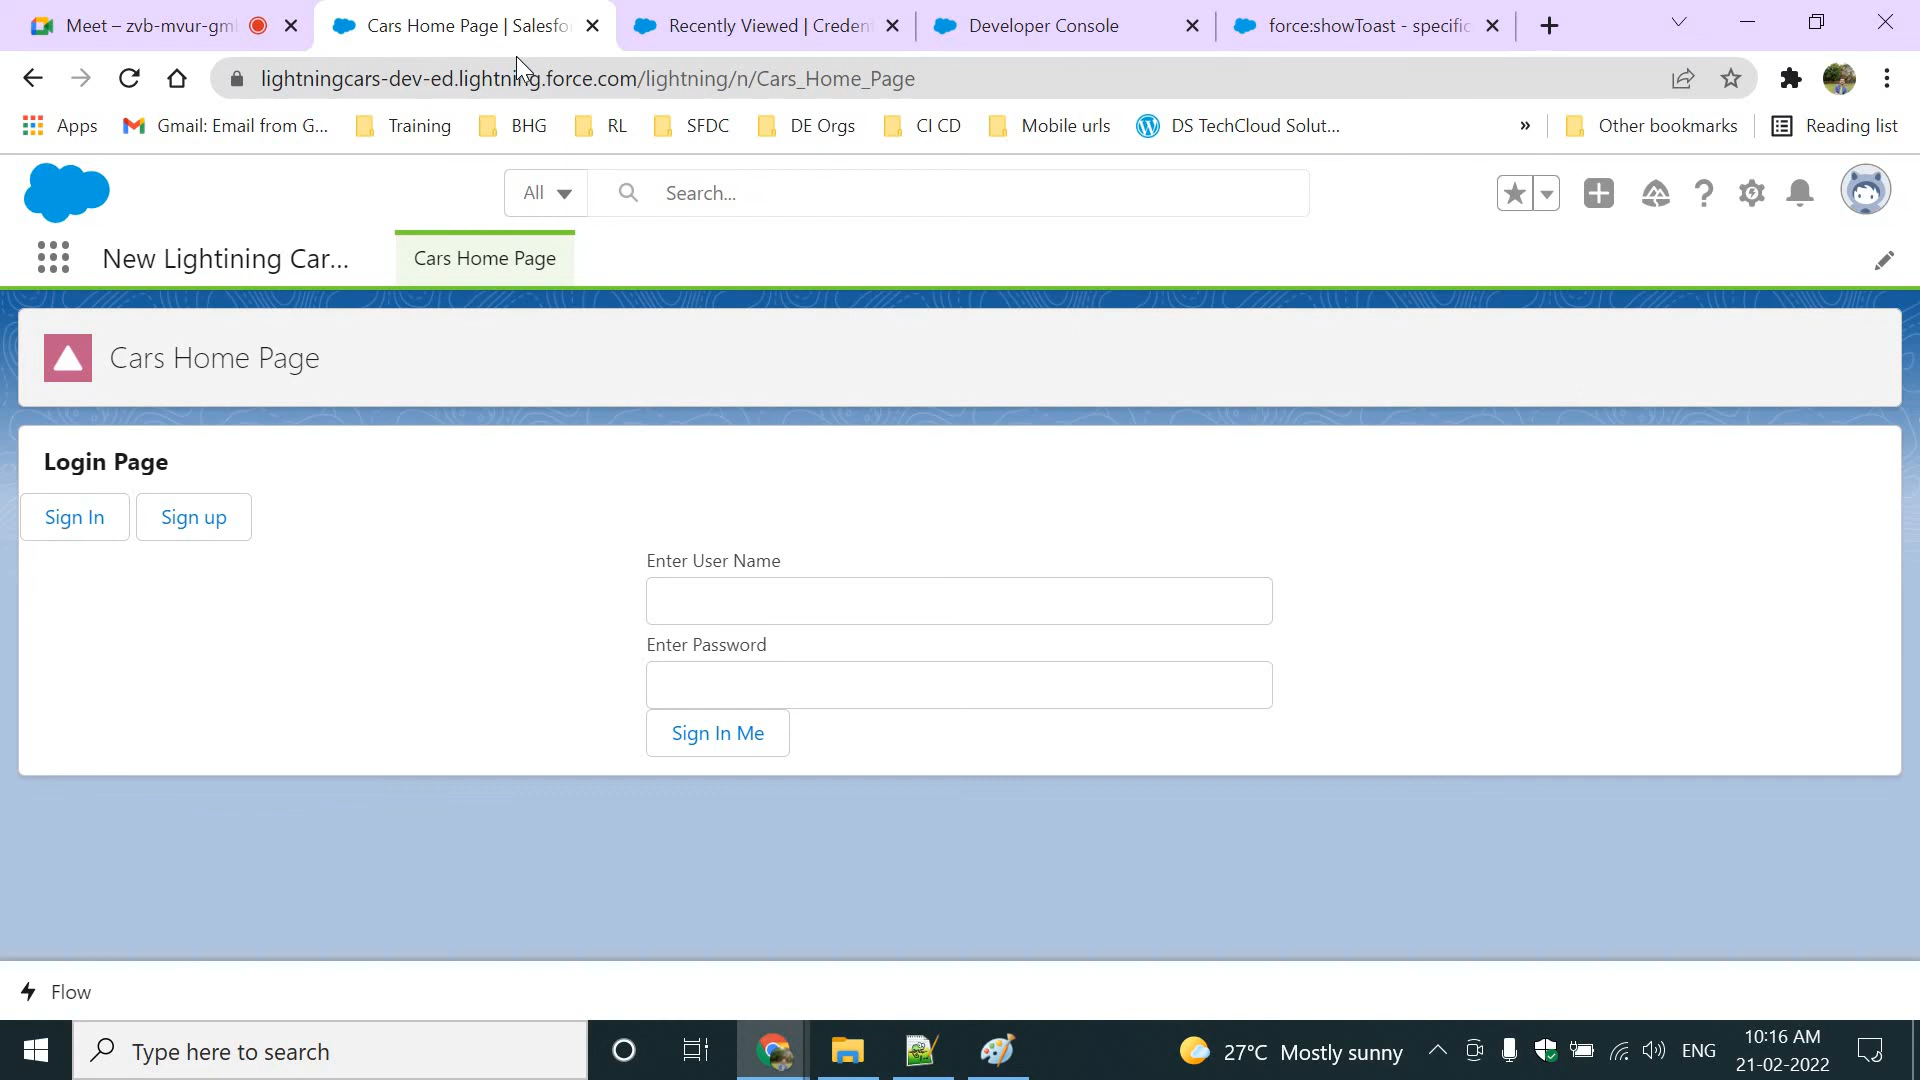 Meet – zvb-mvur-gml
Cars Home Page | Salesfo
Recently Viewed | Creden
Developer Console
force:showToast - specific
lightningcars-dev-ed.lightning.force.com/lightning/n/Cars_Home_Page
Apps
Gmail: Email from G...
Training
BHG
RL
SFDC
DE Orgs
CI CD
Mobile urls
DS TechCloud Solut...
»
Other bookmarks
Reading list
All
Search...
New Lightining Car...
Cars Home Page
Cars Home Page
Login Page
Sign In
Sign up
Enter User Name
Enter Password
Sign In Me
Flow
Type here to search
27°C Mostly sunny
ENG
10:16 AM
21-02-2022